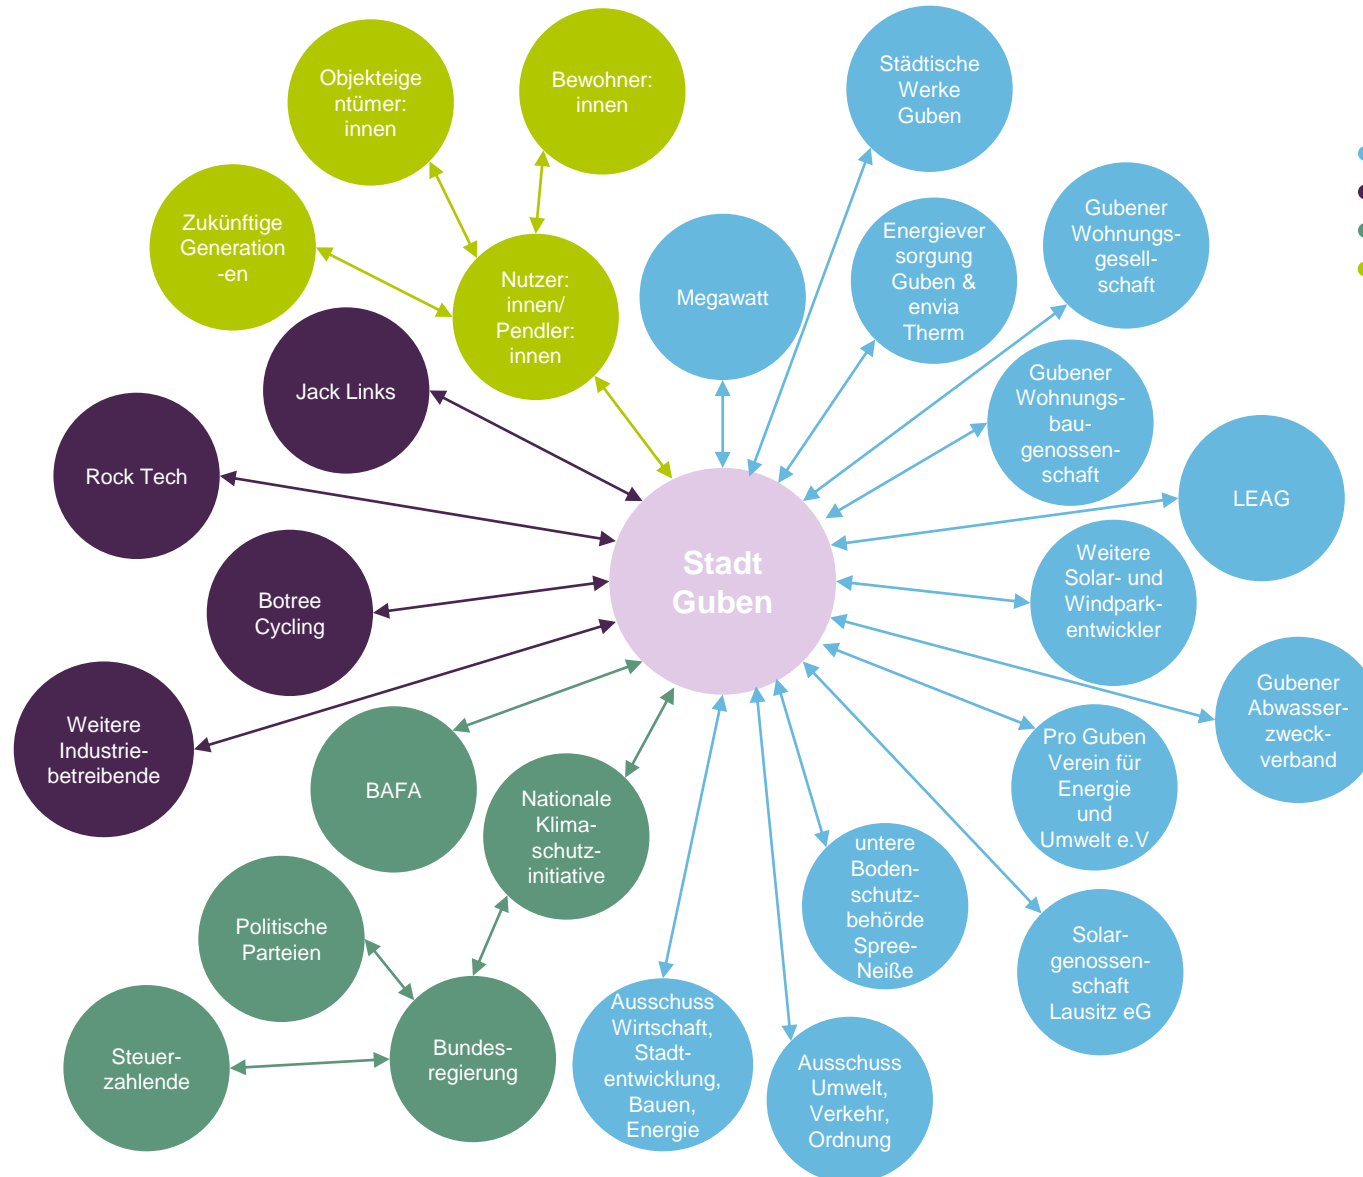 Objekteige
ntümer:
innen
Bewohner:
innen
Städtische
Werke
Guben
Zukünftige
Generation
-en
Nutzer:
innen/
Pendler:
innen
Megawatt
Energiever
sorgung
Guben &
envia
Therm
Gubener
Wohnungs-
gesell-
schaft
Jack Links
Gubener
Wohnungs-
bau-
genossen-
schaft
Rock Tech
LEAG
Stadt
Guben
Weitere
Solar- und
Windpark-
entwickler
Botree
Cycling
Gubener
Abwasser-
zweck-
verband
Weitere
Industrie-
betreibende
BAFA
Nationale
Klima-
schutz-
initiative
Pro Guben
Verein für
Energie
und
Umwelt e.V
untere
Boden-
schutz-
behörde
Spree-
Neiße
Politische
Parteien
Solar-
genossen-
schaft
Lausitz eG
Steuer-
zahlende
Bundes-
regierung
Ausschuss
Wirtschaft,
Stadt-
entwicklung,
Bauen,
Energie
Ausschuss
Umwelt,
Verkehr,
Ordnung